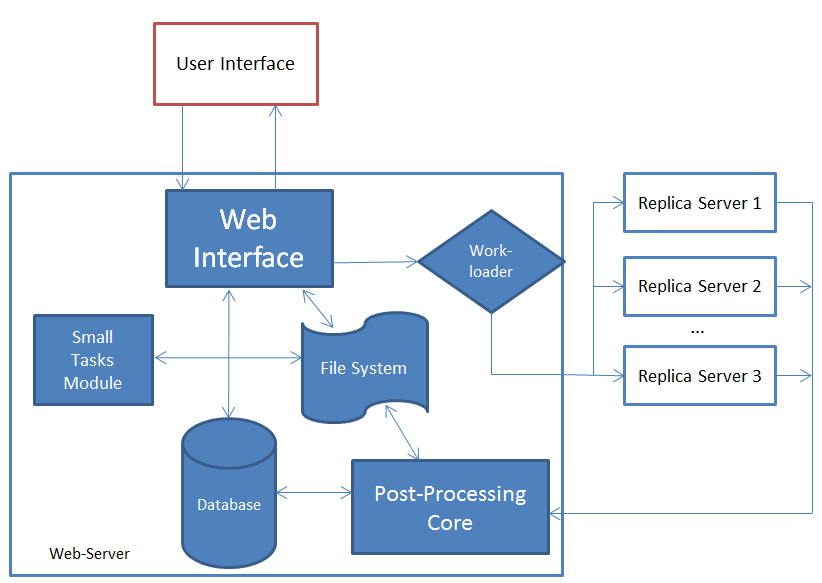 User Interface
Web
Interface
Work-
loader
Replica Server 1
Replica Server 2
...
Replica Server 3
Small
Tasks
Module
File System
Database
Post-Processing
Core
Web-Server